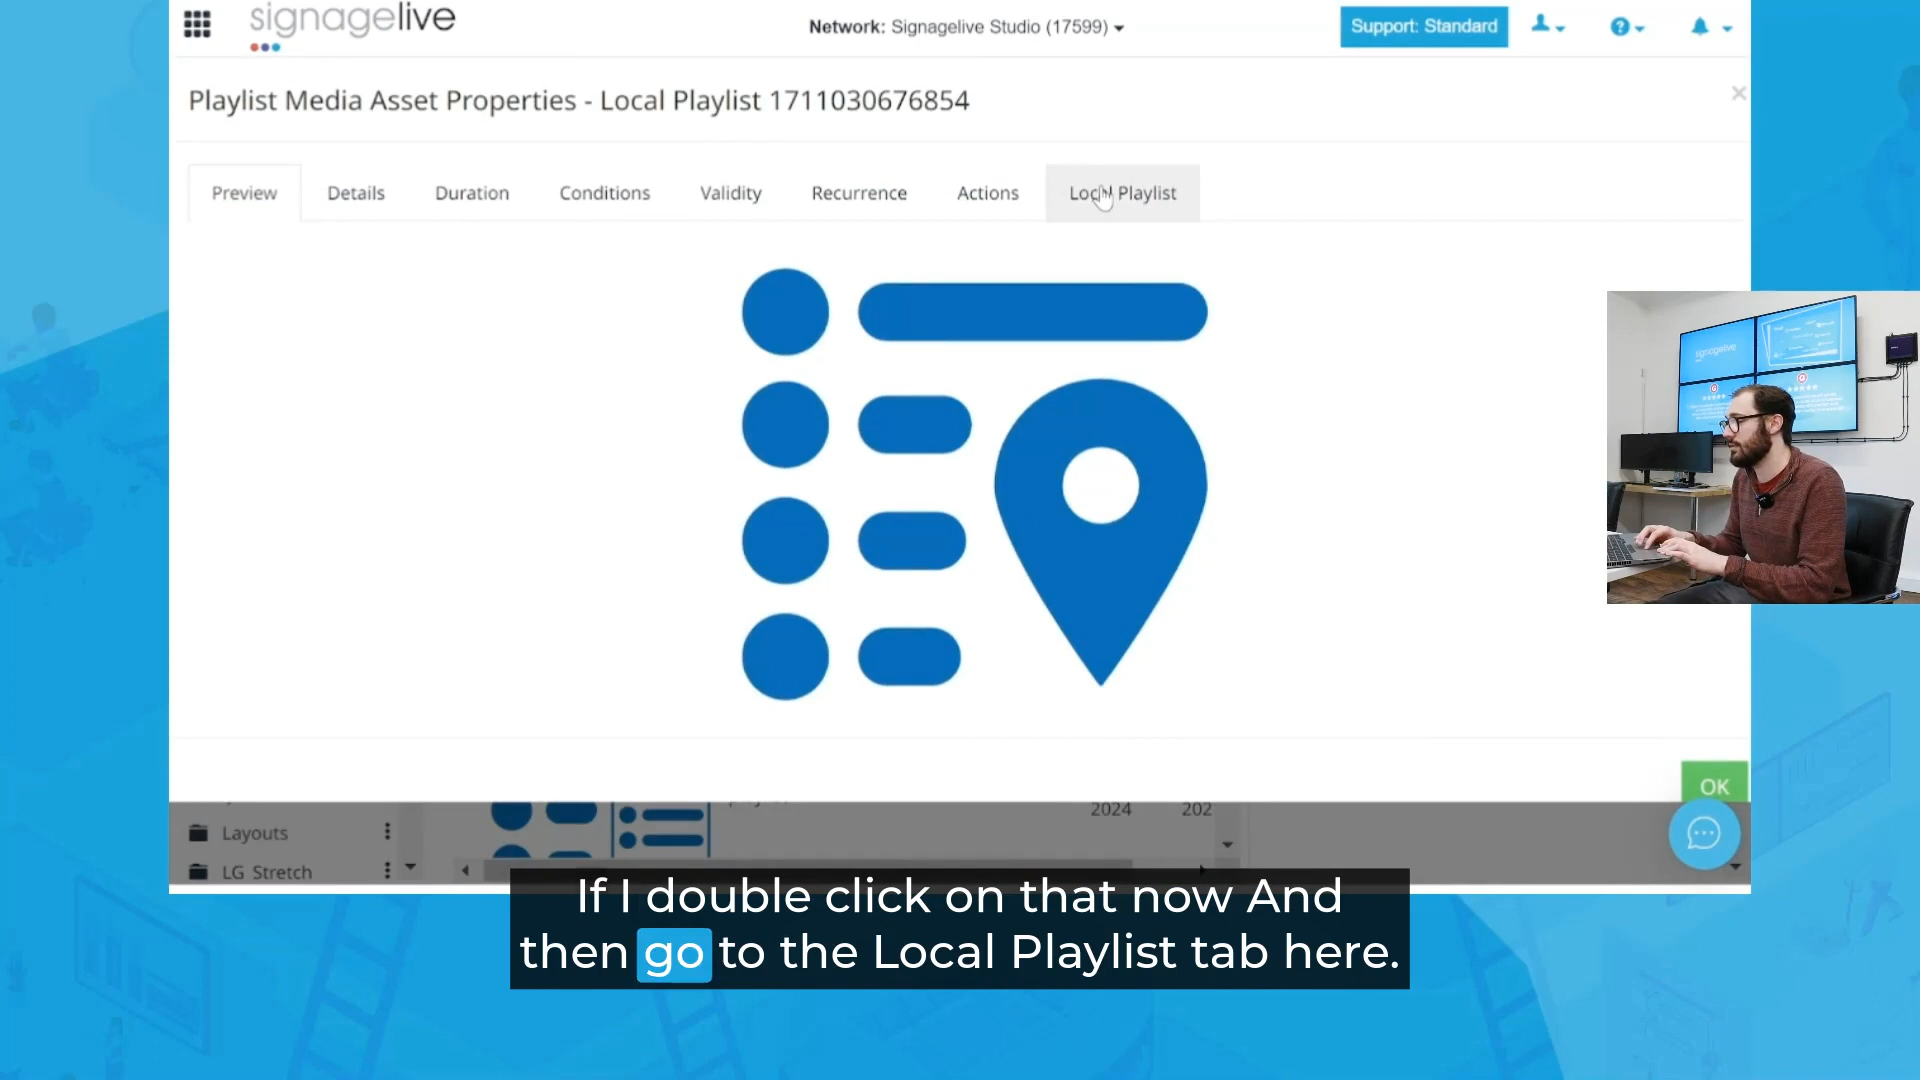 signagelive
Network: Signagelive Studio (17599)
Support: Standard
Playlist Media Asset Properties - Local Playlist 1711030676854
Preview
Details
Duration
Conditions
Validity
Recurrence
Actions
Local Playlist
signagelive
OK
2024
202
Layouts
LG Stretch
If I double click on that now And
then go to the Local Playlist tab here.